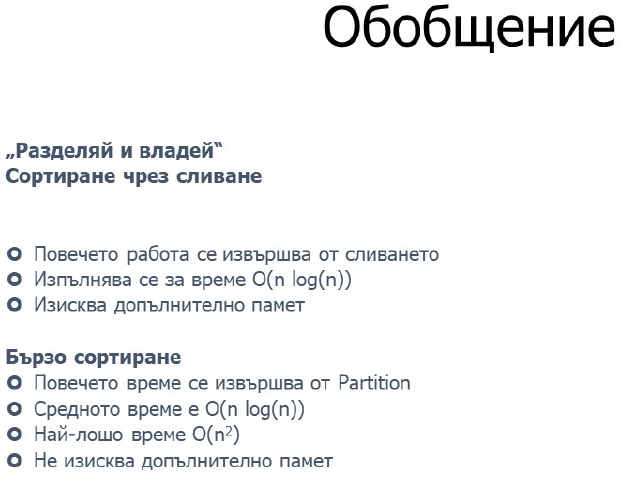 Обобщение
„Разделяй и владей“
Сортиране чрез сливане
Повечето работа се извършва от сливането
Изпълнява се за време O(n log(n))
Изисква допълнително памет
Бързо сортиране
Повечето време се извършва от Partition
Средното време е O(n log(n))
Най-лошо време O(n²)
Не изисква допълнително памет